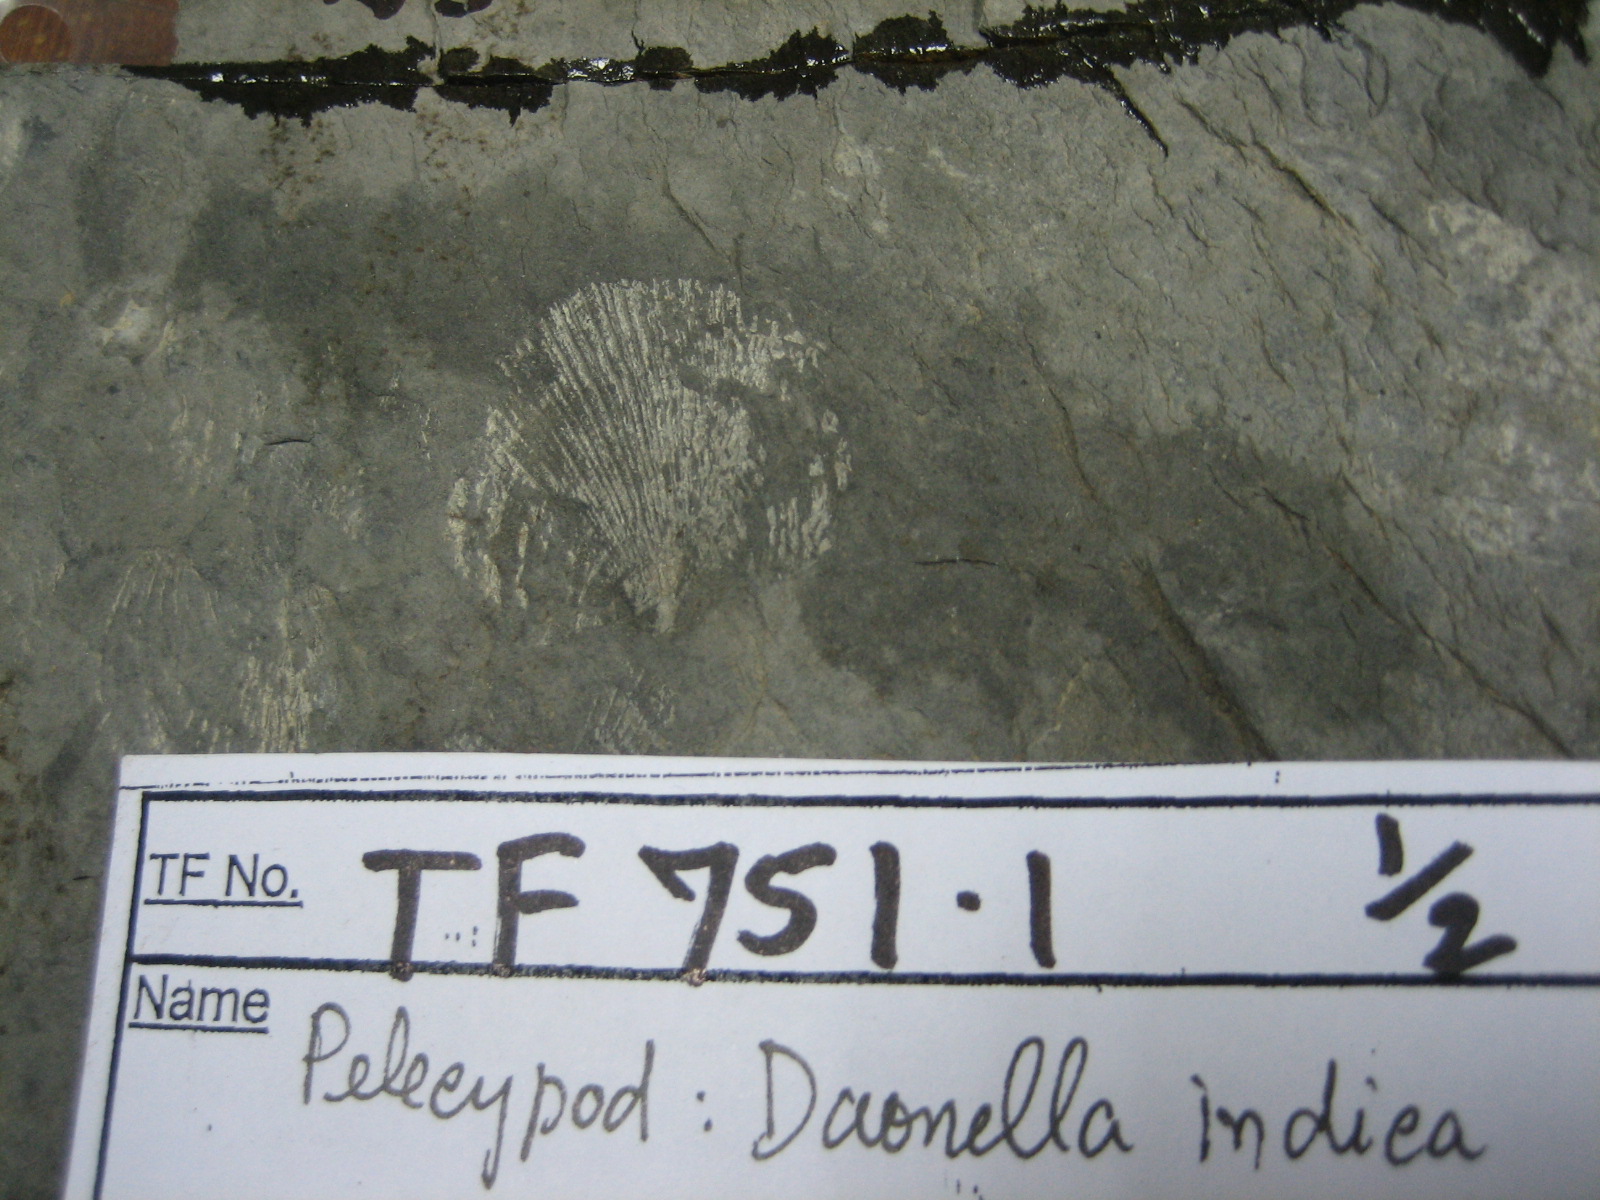 TF No. TF 751.1 1/2
Name
Pelecypod : Daonella indica